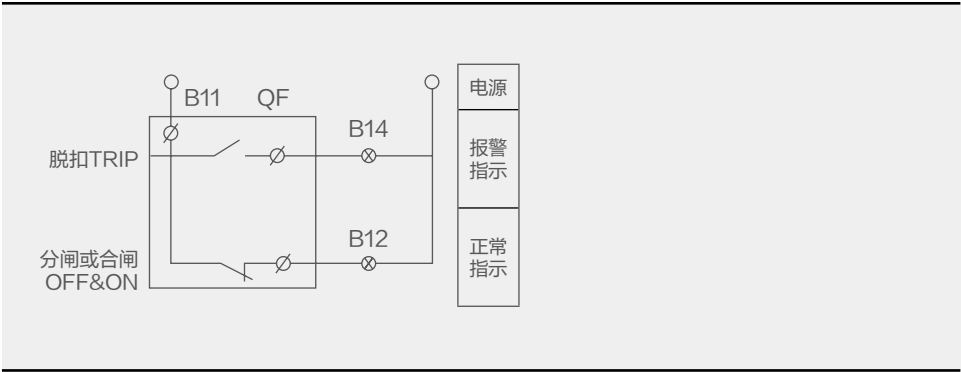 电源
B11
QF
B14
脱扣TRIP
报警
指示
B12
分闸或合闸
OFF&ON
正常
指示